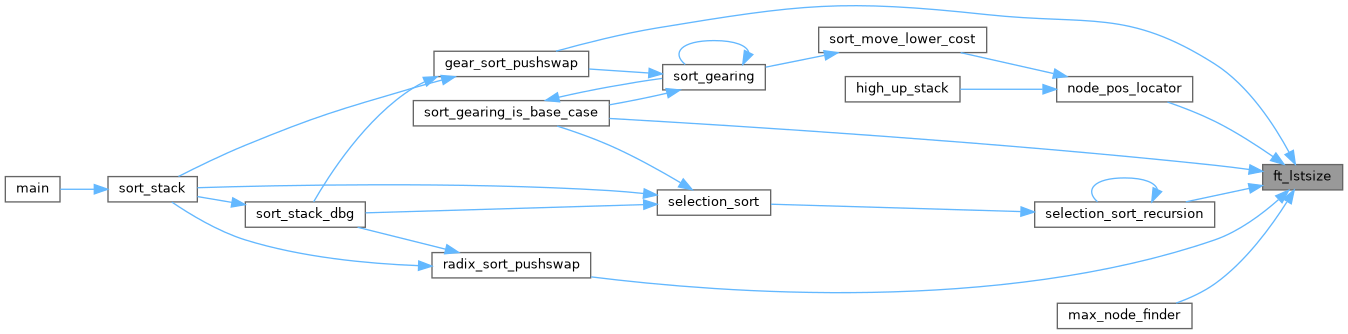 sort_move_lower_cost
gear_sort_pushswap
sort_gearing
high_up_stack
node_pos_locator
sort_gearing_is_base_case
ft_lstsize
main
sort_stack
selection_sort
sort_stack_dbg
selection_sort_recursion
radix_sort_pushswap
max_node_finder